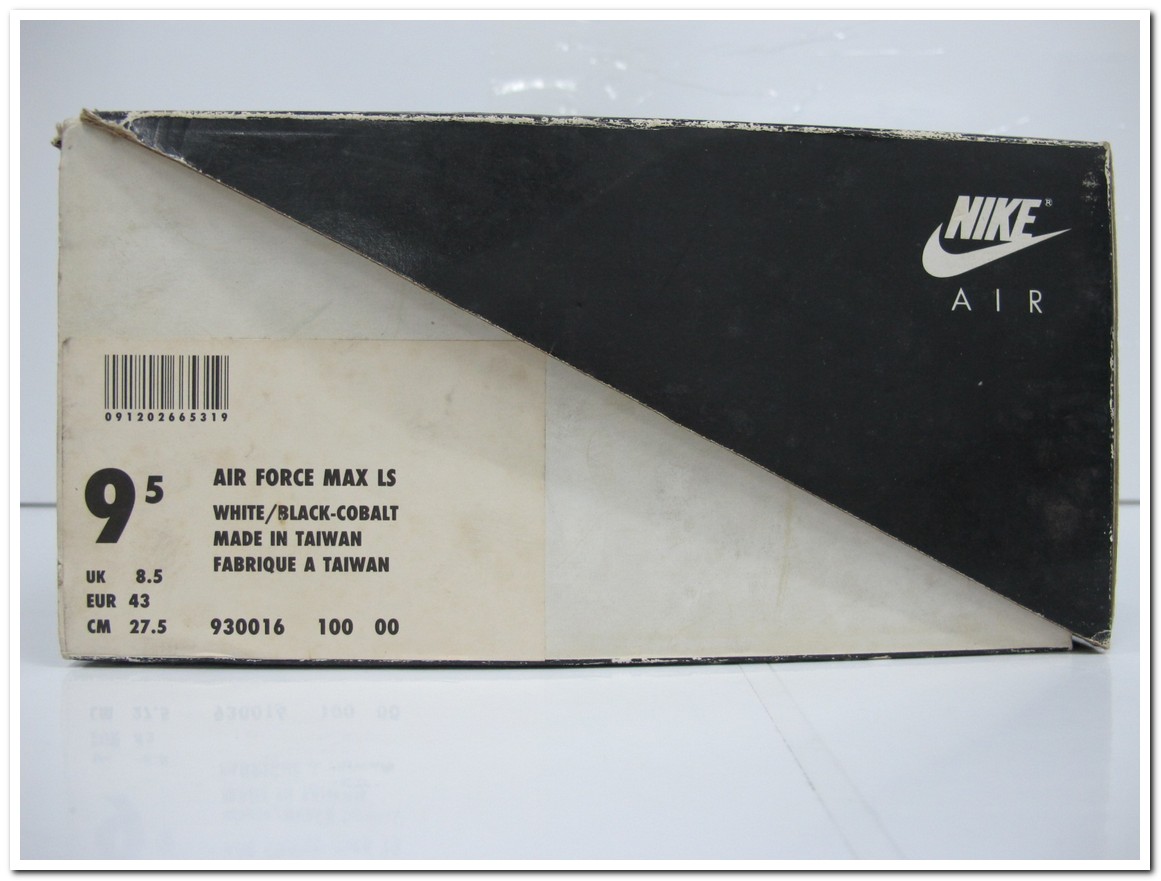 NIKE®
AIR
091202665319
9 5
AIR FORCE MAX LS
WHITE/BLACK-COBALT
MADE IN TAIWAN
FABRIQUE A TAIWAN
UK 8.5
EUR 43
CM 27.5
930016 100 00